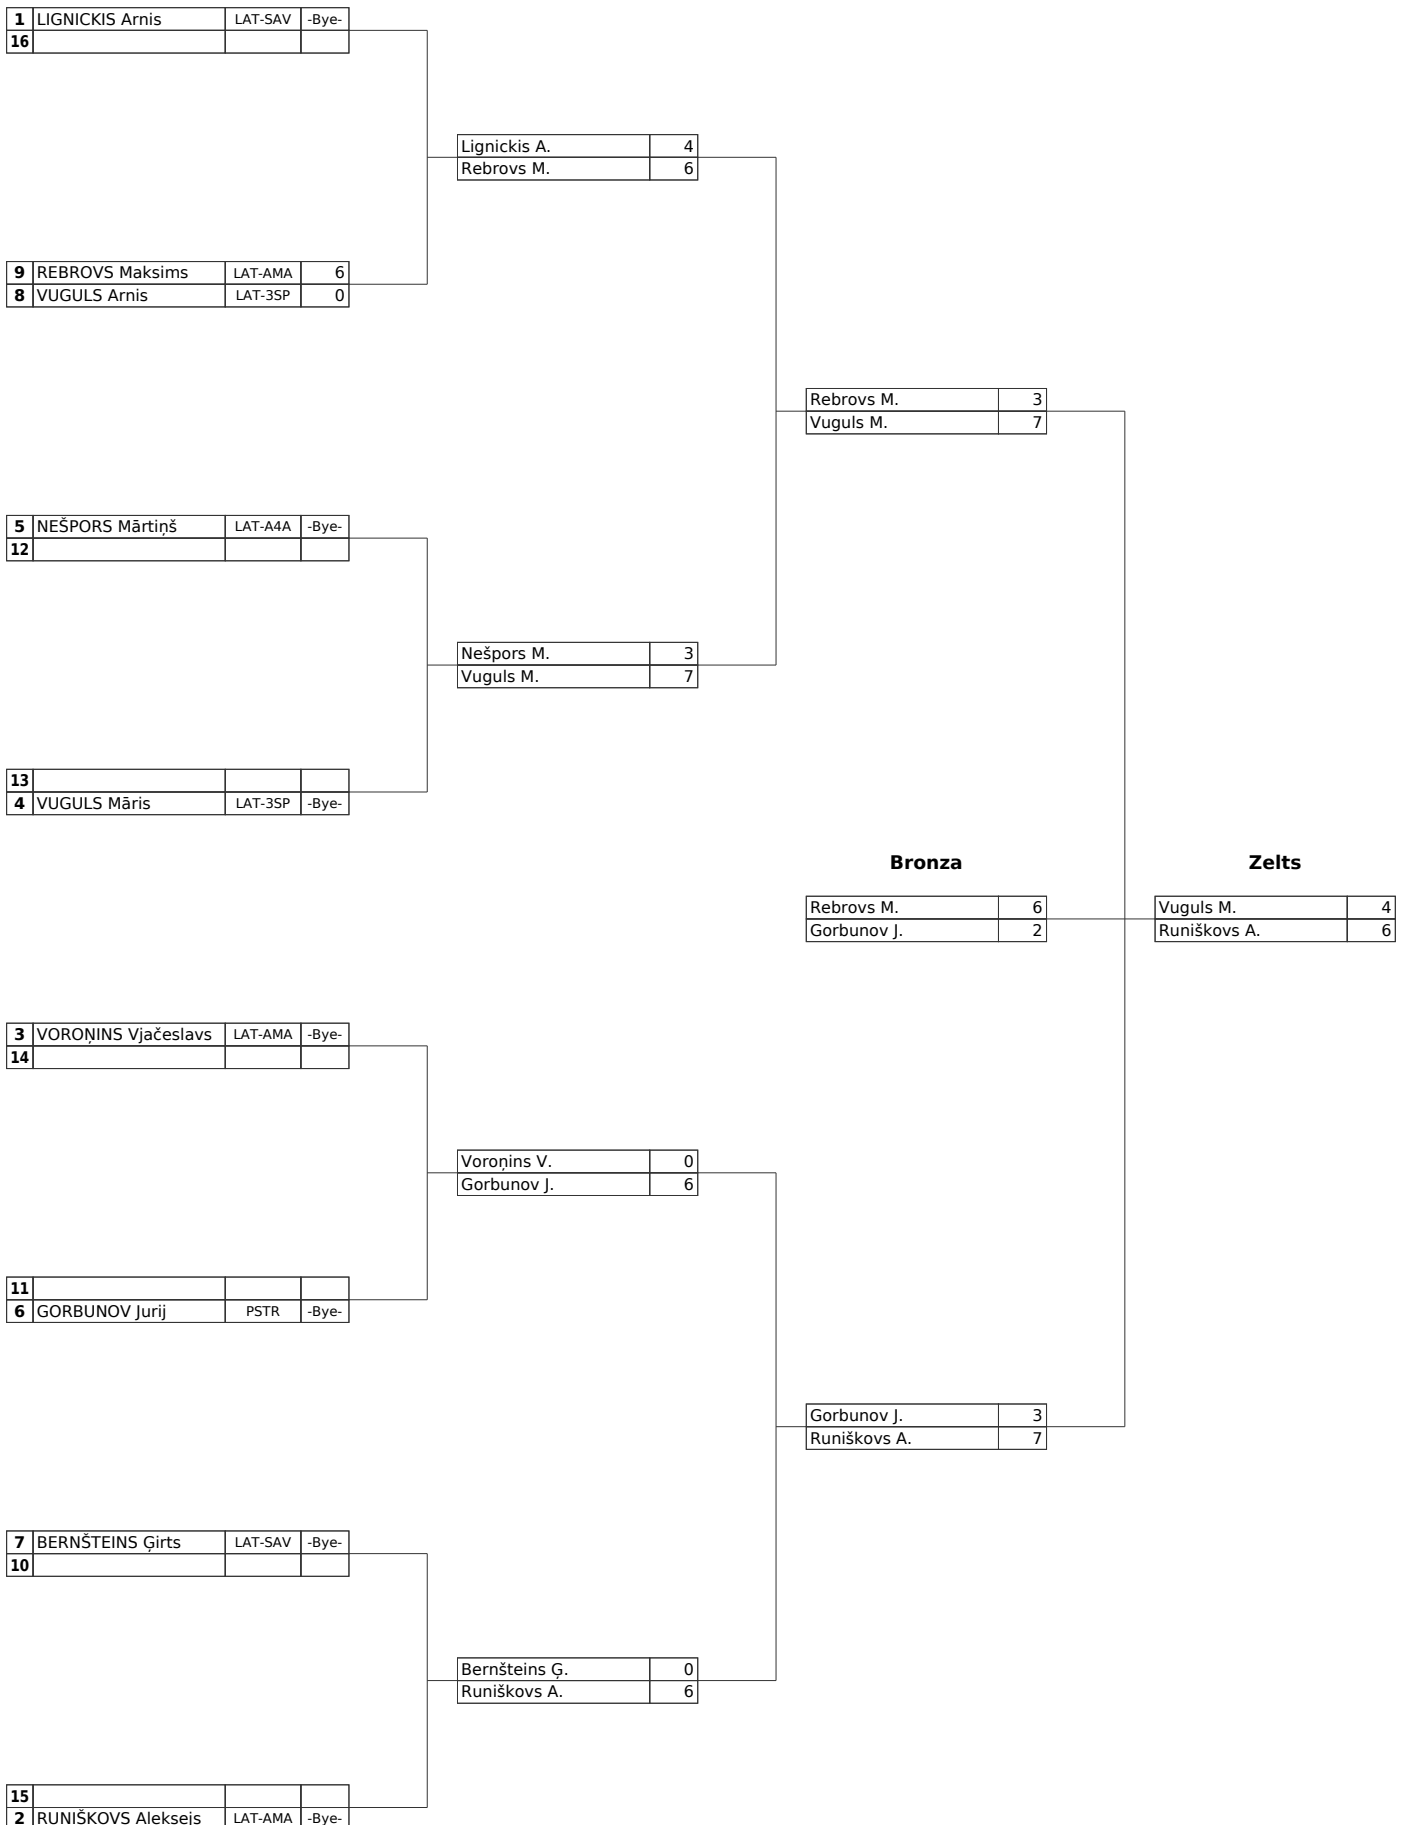 1 LIGNICKIS Arnis LAT-SAV -Bye-
16
Lignickis A. 4
Rebrovs M. 6
9 REBROVS Maksims LAT-AMA 6
8 VUGULS Arnis LAT-3SP 0
Rebrovs M. 3
Vuguls M. 7
5 NEŠPORS Mārtiņš LAT-A4A -Bye-
12
Nešpors M. 3
Vuguls M. 7
13
4 VUGULS Māris LAT-3SP -Bye-
Bronza Zelts
Rebrovs M. 6 Vuguls M. 4
Gorbunov J. 2 Runiškovs A. 6
3 VOROŅINS Vjačeslavs LAT-AMA -Bye-
14
Voroņins V. 0
Gorbunov J. 6
11
6 GORBUNOV Jurij PSTR -Bye-
Gorbunov J. 3
Runiškovs A. 7
7 BERNŠTEINS Ģirts LAT-SAV -Bye-
10
Bernšteins Ģ. 0
Runiškovs A. 6
15
2 RUNIŠKOVS Aleksejs LAT-AMA -Bye-